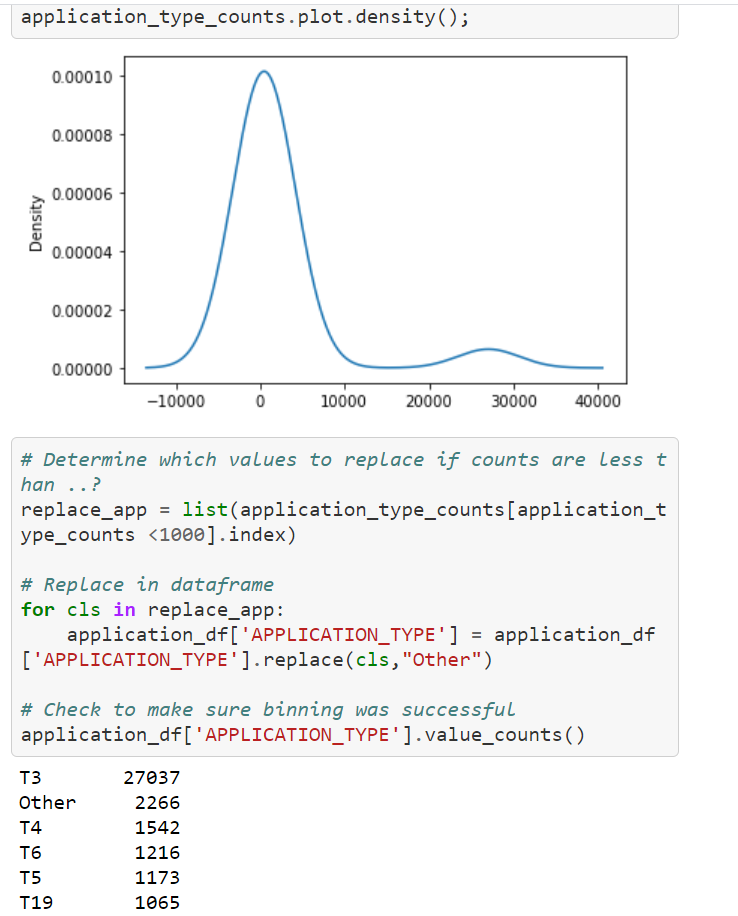 application_type_counts.plot.density();
0.00010
0.00008
0.00006
0.00004
0.00002
0.00000
Density
−10000 0 10000 20000 30000 40000
# Determine which values to replace if counts are less t
han ..?
replace_app = list(application_type_counts[application_t
ype_counts <1000].index)
# Replace in dataframe
for cls in replace_app:
    application_df['APPLICATION_TYPE'] = application_df
['APPLICATION_TYPE'].replace(cls,"Other")
# Check to make sure binning was successful
application_df['APPLICATION_TYPE'].value_counts()
T3 27037
Other 2266
T4 1542
T6 1216
T5 1173
T19 1065